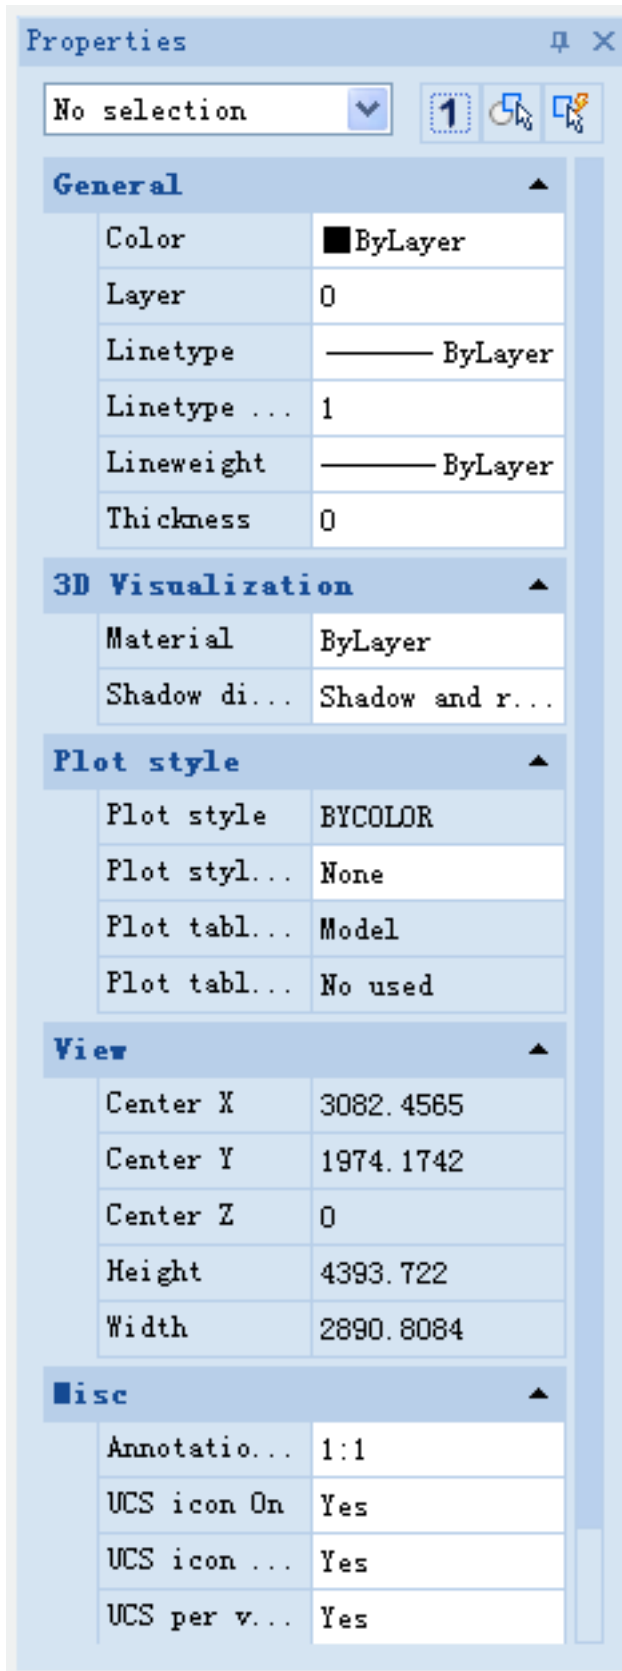 Properties
No selection 1
General
Color ByLayer
Layer 0
Linetype ByLayer
Linetype ... 1
Lineweight ByLayer
Thickness 0
3D Visualization
Material ByLayer
Shadow di... Shadow and r...
Plot style
Plot style BYCOLOR
Plot styl... None
Plot tabl... Model
Plot tabl... No used
View
Center X 3082.4565
Center Y 1974.1742
Center Z 0
Height 4393.722
Width 2890.8084
Misc
Annotatio... 1:1
UCS icon On Yes
UCS icon ... Yes
UCS per v... Yes